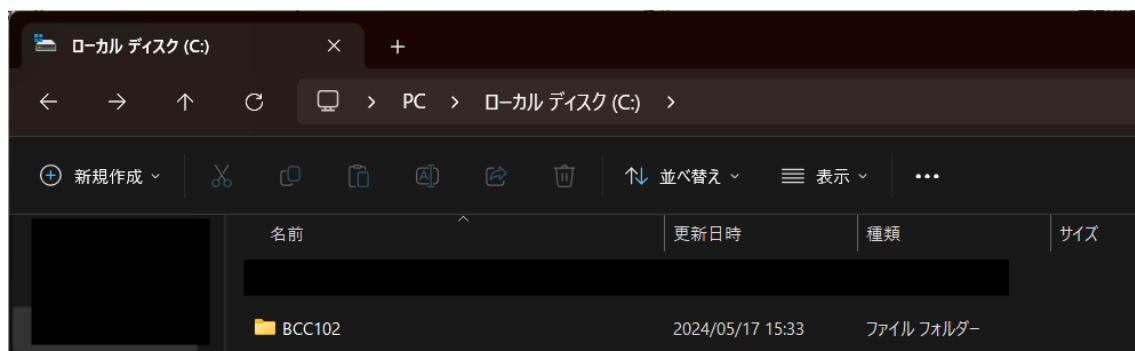 ローカル ディスク (C:)
PC > ローカル ディスク (C:) >
新規作成 並べ替え 表示
名前 更新日時 種類 サイズ
BCC102 2024/05/17 15:33 ファイル フォルダー